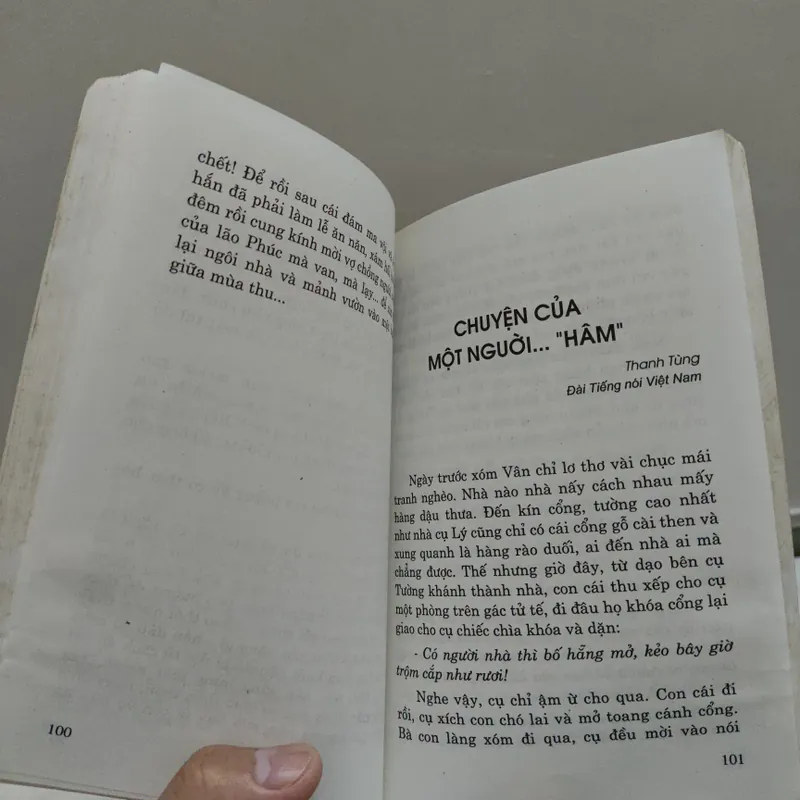 chết! Để rồi sau cái đám ma vội
hắn đã phải làm lễ ăn năn, xám
đêm rồi cung kính mời vợ chồng người
của lão Phúc mà van, mà lạy...
lại ngôi nhà và mảnh vườn vào
giữa mùa thu...
100
CHUYỆN CỦA
MỘT NGUỜI... "HÂM"
Thanh Tùng
Đài Tiếng nói Việt Nam
Ngày trước xóm Vân chỉ lơ thơ vài chục mái
tranh nghèo. Nhà nào nhà nấy cách nhau mấy
hàng dậu thưa. Đến kín cổng, tường cao nhất
như nhà cụ Lý cũng chỉ có cái cổng gỗ cài then và
xung quanh là hàng rào duối, ai đến nhà ai mà
chẳng được. Thế nhưng giờ đây, từ dạo bên cụ
Tường khánh thành nhà, con cái thu xếp cho cụ
một phòng trên gác tử tế, đi đâu họ khóa cổng lại
giao cho cụ chiếc chìa khóa và dặn:
- Có người nhà thì bố hẵng mở, kẻo bây giờ
trộm cắp như rươi!
Nghe vậy, cụ chỉ ậm ừ cho qua. Con cái đi
rồi, cụ xích con chó lai và mở toang cánh cổng.
Bà con làng xóm đi qua, cụ đều mời vào nói
101